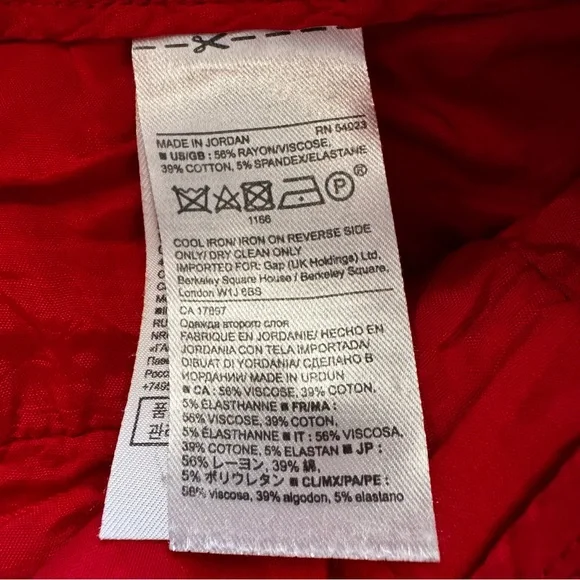 MADE IN JORDAN RN 54023
■ US/GB : 56% RAYON/VISCOSE,
39% COTTON, 5% SPANDEX/ELASTANE
P ®
1166
COOL IRON/ IRON ON REVERSE SIDE
ONLY/DRY CLEAN ONLY
IMPORTED FOR: Gap (UK Holdings) Ltd.
Berkeley Square House / Berkeley Square,
London W1J 6BS
CA 17897
Одежда второго слоя
FABRIQUÉ EN JORDANIE/ HECHO EN
JORDANIA CON TELA IMPORTADA/
DIBUAT DI YORDANIA/ СДЕЛАНО В
ИОРДАНИИ/ MADE IN URDUN
■ CA : 56% VISCOSE, 39% COTON,
5% ÉLASTHANNE ■ FR/MA :
56% VISCOSE, 39% COTON,
5% ÉLASTHANNE ■ IT : 56% VISCOSA,
39% COTONE, 5% ELASTAN ■ JP :
56% レーヨン, 39% 綿,
5% ポリウレタン ■ CL/MX/PA/PE :
56% viscosa, 39% algodon, 5% elastano
RU
+749
품
관